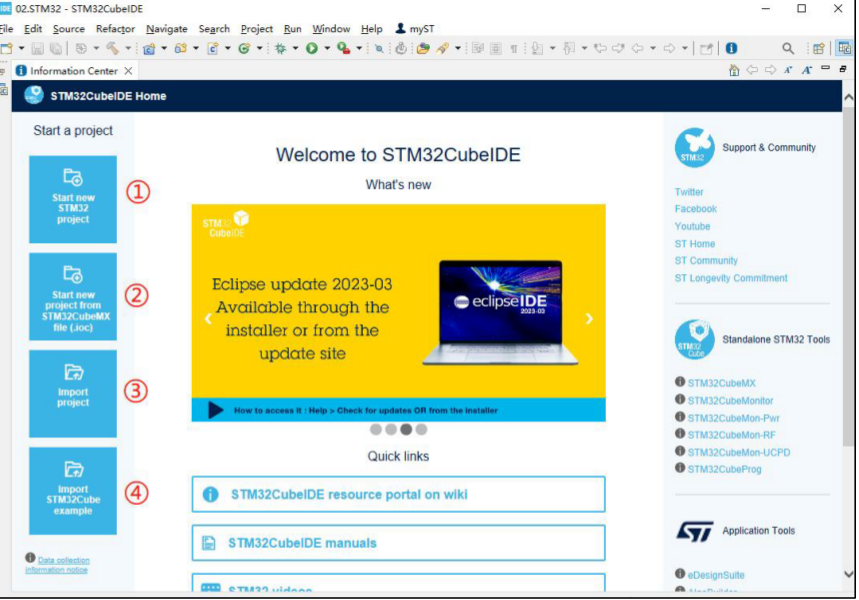 02.STM32 - STM32CubeIDE
File Edit Source Refactor Navigate Search Project Run Window Help myST
Information Center
STM32CubeIDE Home
Start a project
Start new
STM32
project
①
Start new
project from
STM32CubeMX
file (.ioc)
②
Import
project
③
Import
STM32Cube
example
④
Data collection
information notice
Welcome to STM32CubeIDE
What's new
STM32
CubeIDE
Eclipse update 2023-03
Available through the
installer or from the
update site
eclipseIDE
2023-03
How to access it : Help > Check for updates OR from the installer
Quick links
STM32CubeIDE resource portal on wiki
STM32CubeIDE manuals
STM32 videos
STM32
Support & Community
Twitter
Facebook
Youtube
ST Home
ST Community
ST Longevity Commitment
STM32
Cube
Standalone STM32 Tools
STM32CubeMX
STM32CubeMonitor
STM32CubeMon-Pwr
STM32CubeMon-RF
STM32CubeMon-UCPD
STM32CubeProg
Application Tools
eDesignSuite